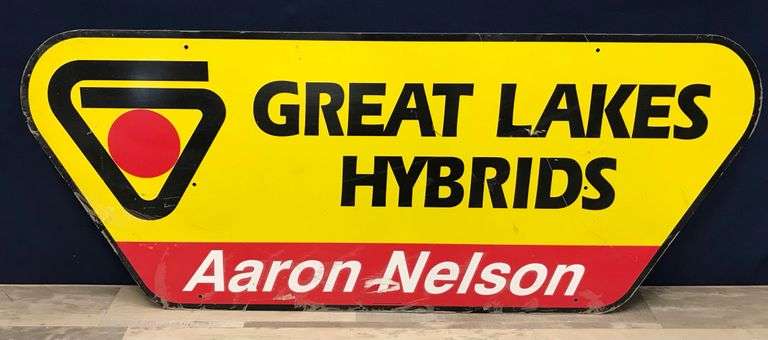 GREAT LAKES
HYBRIDS
Aaron Nelson